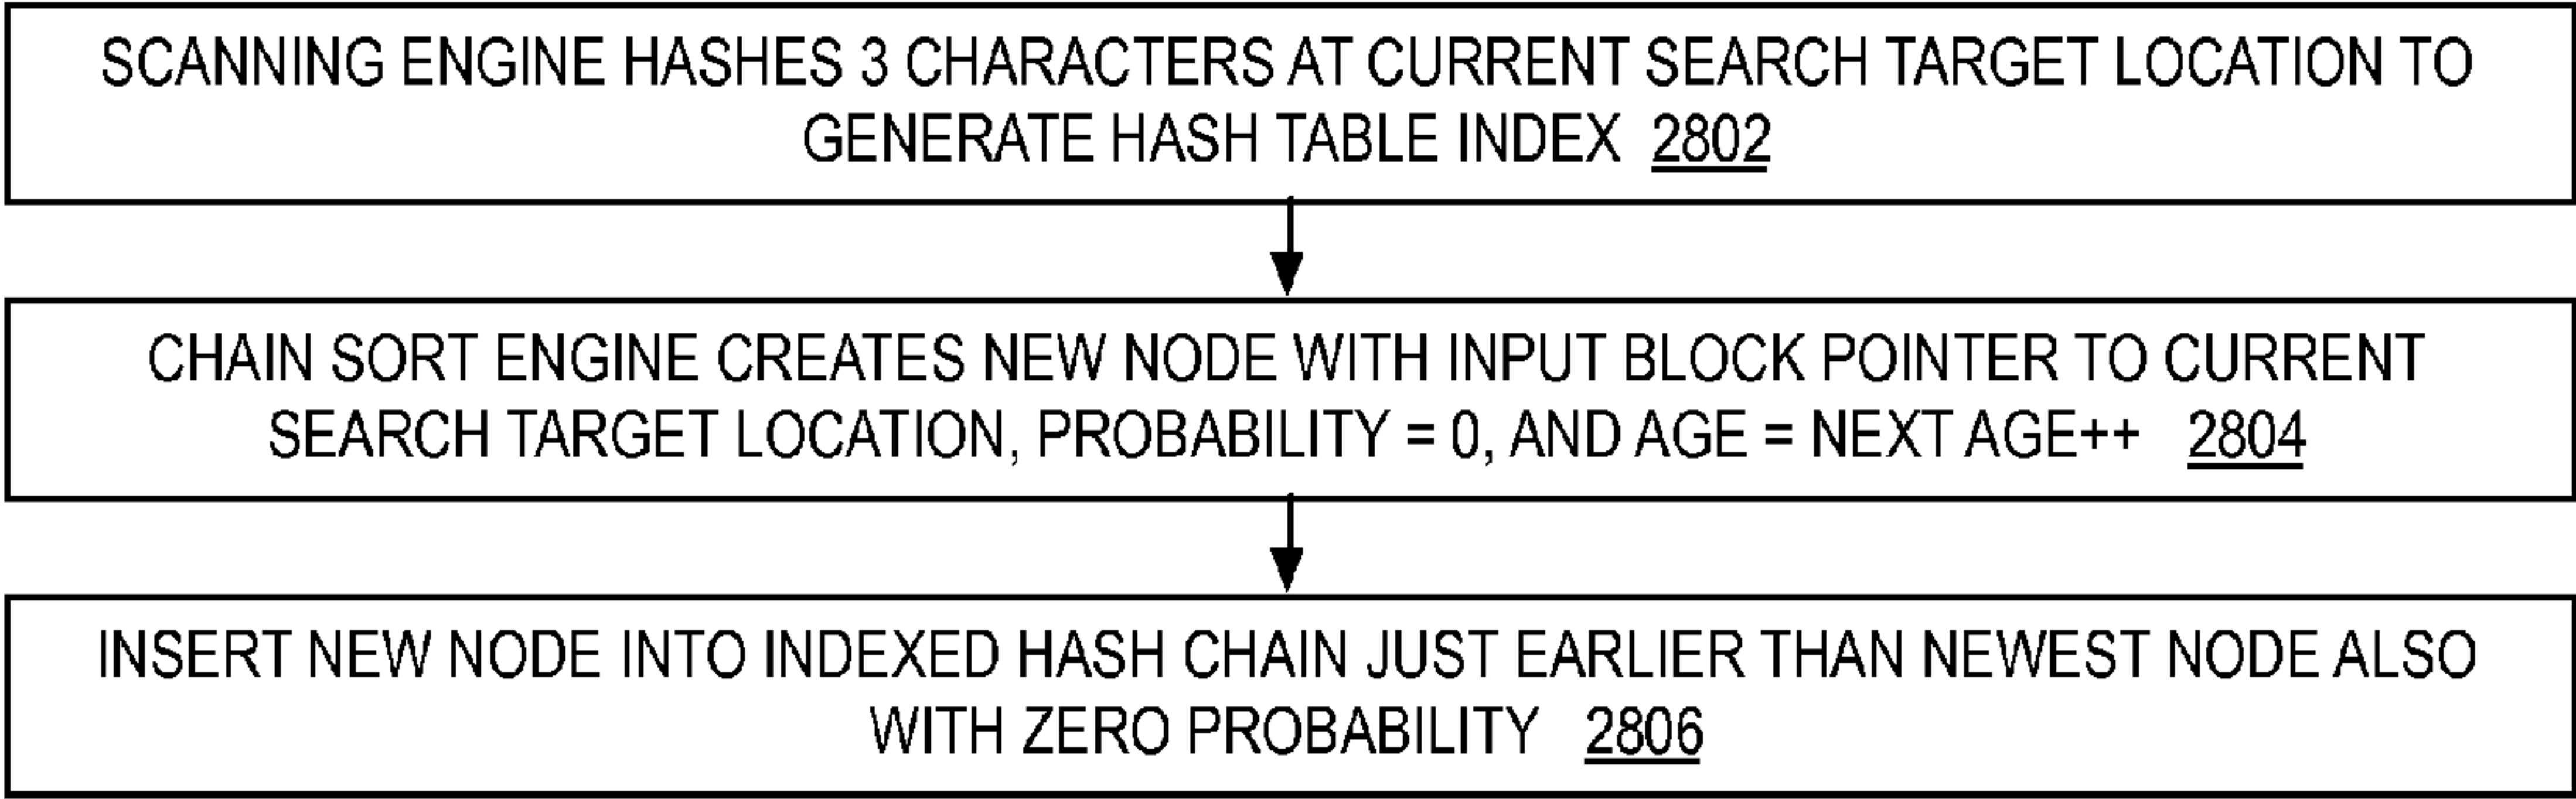 SCANNING ENGINE HASHES 3 CHARACTERS AT CURRENT SEARCH TARGET LOCATION TO
GENERATE HASH TABLE INDEX 2802
CHAIN SORT ENGINE CREATES NEW NODE WITH INPUT BLOCK POINTER TO CURRENT
SEARCH TARGET LOCATION, PROBABILITY = 0, AND AGE = NEXT AGE++ 2804
INSERT NEW NODE INTO INDEXED HASH CHAIN JUST EARLIER THAN NEWEST NODE ALSO
WITH ZERO PROBABILITY 2806